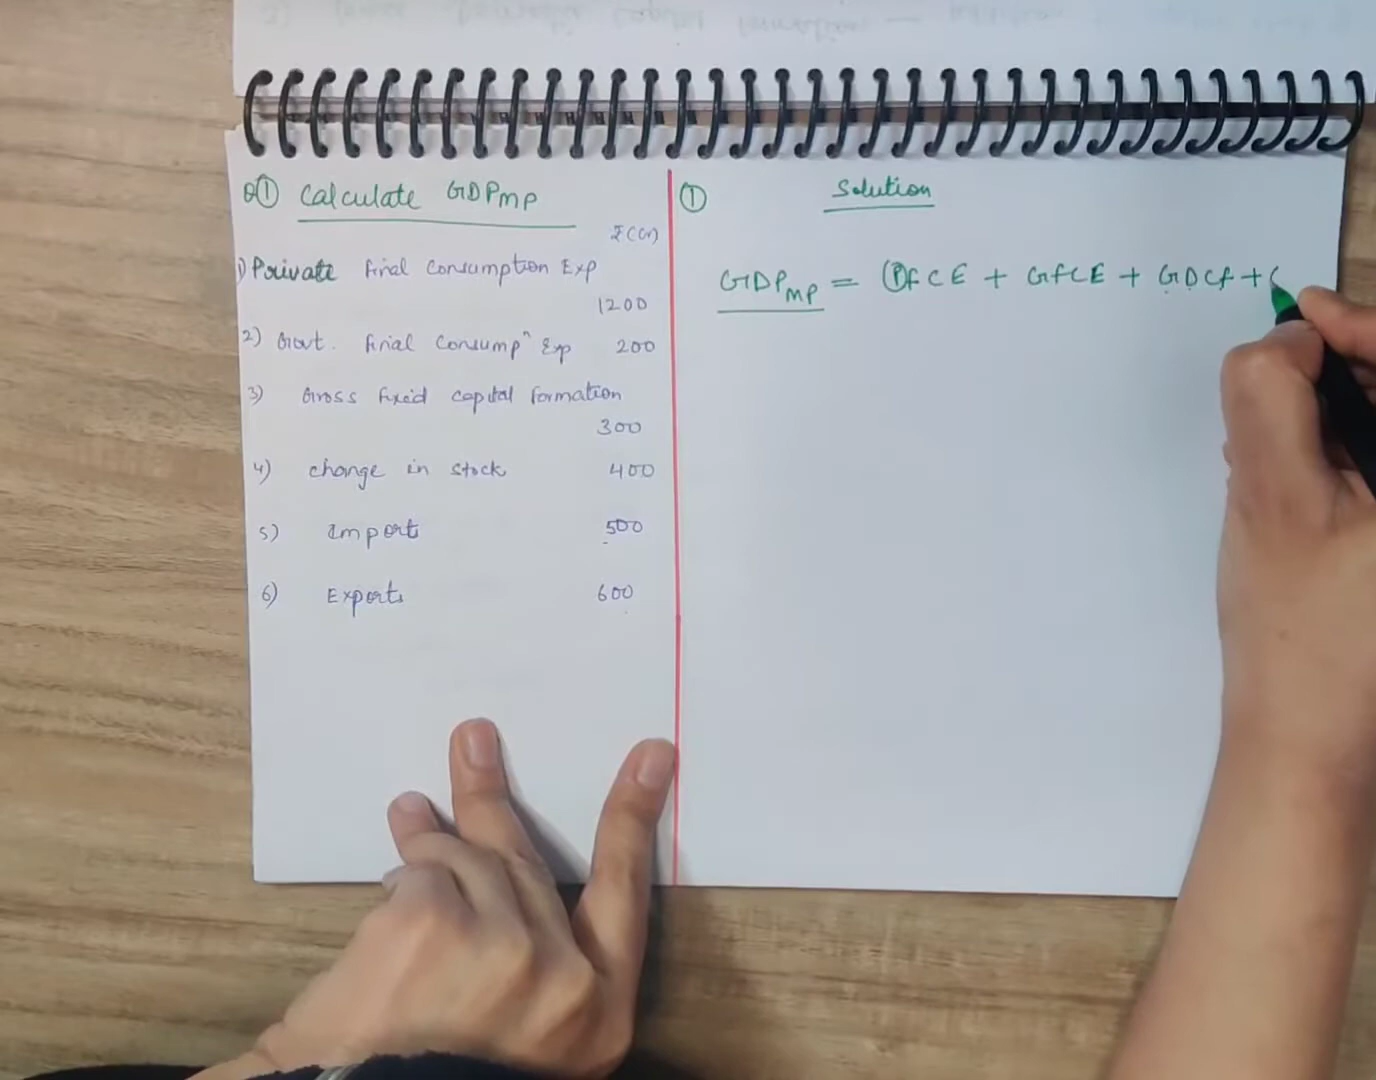 Q① Calculate GDPMP
₹(Cr)
1) Private Final Consumption Exp
1200
2) Govt. Final Consumpⁿ Exp 200
3) Gross fixed capital formation
300
4) change in stock 400
5) Import 500
6) Exports 600
① Solution
GDPMP = PFCE + GFCE + GDCF + (